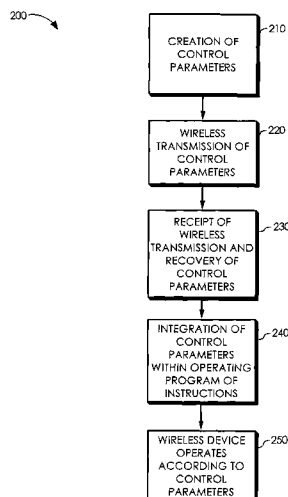 200
210
CREATION OF
CONTROL
PARAMETERS
220
WIRELESS
TRANSMISSION OF
CONTROL
PARAMETERS
230
RECEIPT OF
WIRELESS
TRANSMISSION AND
RECOVERY OF
CONTROL
PARAMETERS
240
INTEGRATION OF
CONTROL
PARAMETERS
WITHIN OPERATING
PROGRAM OF
INSTRUCTIONS
250
WIRELESS DEVICE
OPERATES
ACCORDING TO
CONTROL
PARAMETERS